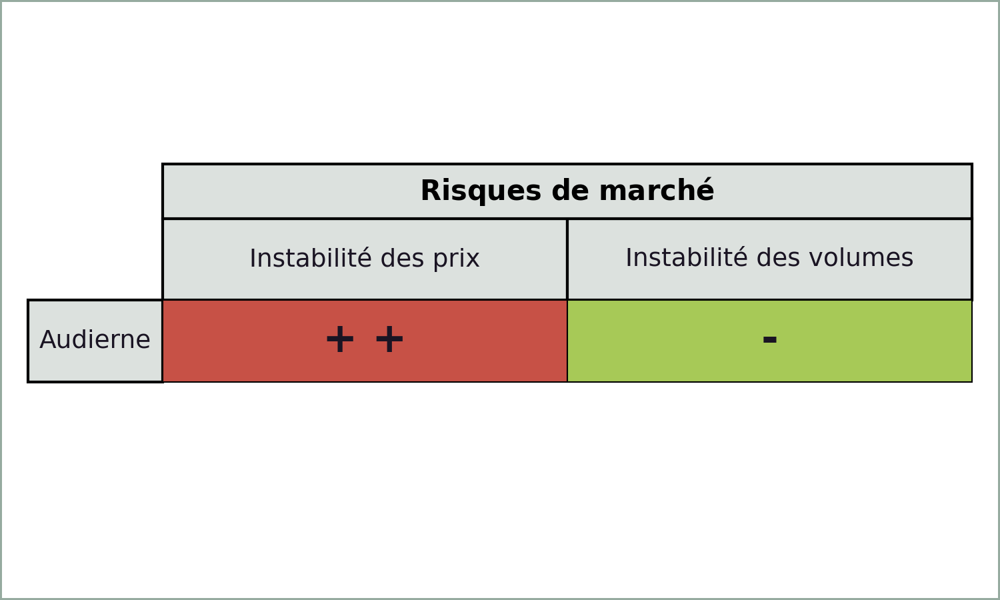 Risques de marché
Instabilité des prix
Instabilité des volumes
Audierne
+ +
-